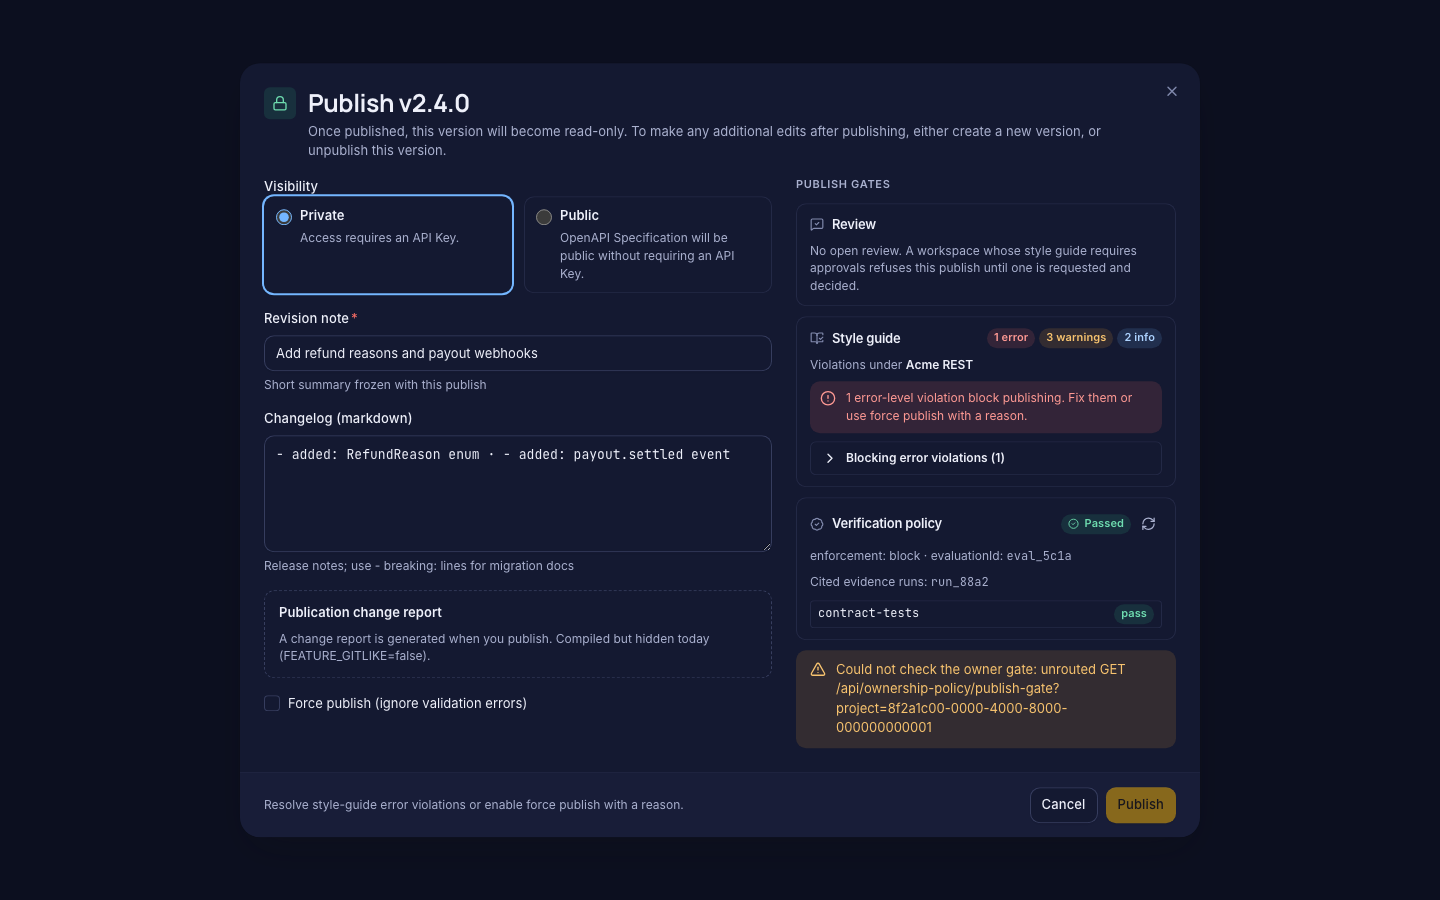 Publish v2.4.0
Once published, this version will become read-only. To make any additional edits after publishing, either create a new version, or
unpublish this version.
Visibility
Private
Access requires an API Key.
Public
OpenAPI Specification will be
public without requiring an API
Key.
Revision note *
Add refund reasons and payout webhooks
Short summary frozen with this publish
Changelog (markdown)
- added: RefundReason enum · - added: payout.settled event
Release notes; use - breaking: lines for migration docs
Publication change report
A change report is generated when you publish. Compiled but hidden today
(FEATURE_GITLIKE=false).
Force publish (ignore validation errors)
PUBLISH GATES
Review
No open review. A workspace whose style guide requires
approvals refuses this publish until one is requested and
decided.
Style guide
1 error
3 warnings
2 info
Violations under Acme REST
1 error-level violation block publishing. Fix them or
use force publish with a reason.
Blocking error violations (1)
Verification policy
Passed
enforcement: block · evaluationId: eval_5c1a
Cited evidence runs: run_88a2
contract-tests
pass
Could not check the owner gate: unrouted GET
/api/ownership-policy/publish-gate?
project=8f2a1c00-0000-4000-8000-
000000000001
Resolve style-guide error violations or enable force publish with a reason.
Cancel
Publish